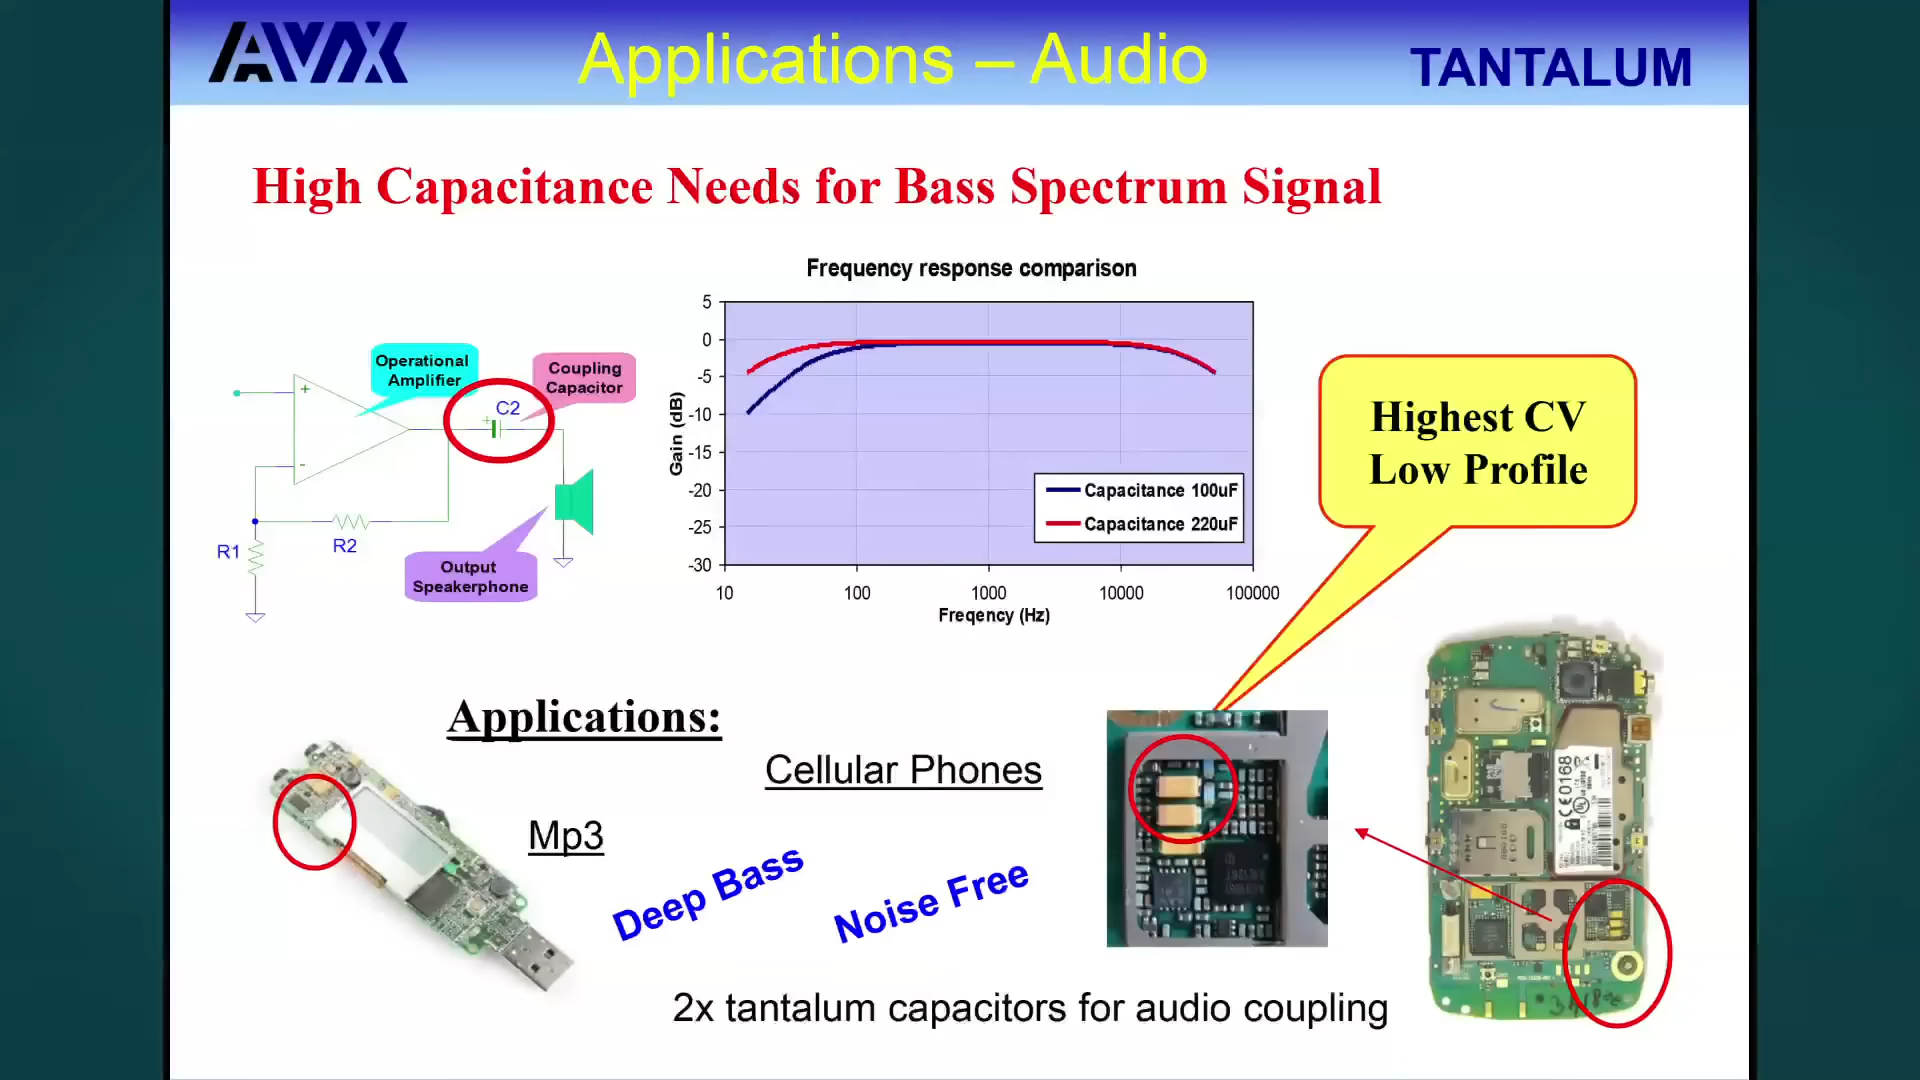 AVX
Applications – Audio
TANTALUM
High Capacitance Needs for Bass Spectrum Signal
Frequency response comparison
5
0
-5
-10
-15
-20
-25
-30
Gain (dB)
10
100
1000
10000
100000
Freqency (Hz)
Capacitance 100uF
Capacitance 220uF
Operational
Amplifier
Coupling
Capacitor
C2
+
+
-
R1
R2
Output
Speakerphone
Highest CV
Low Profile
Applications:
Cellular Phones
Mp3
Deep Bass
Noise Free
CE0168
2x tantalum capacitors for audio coupling